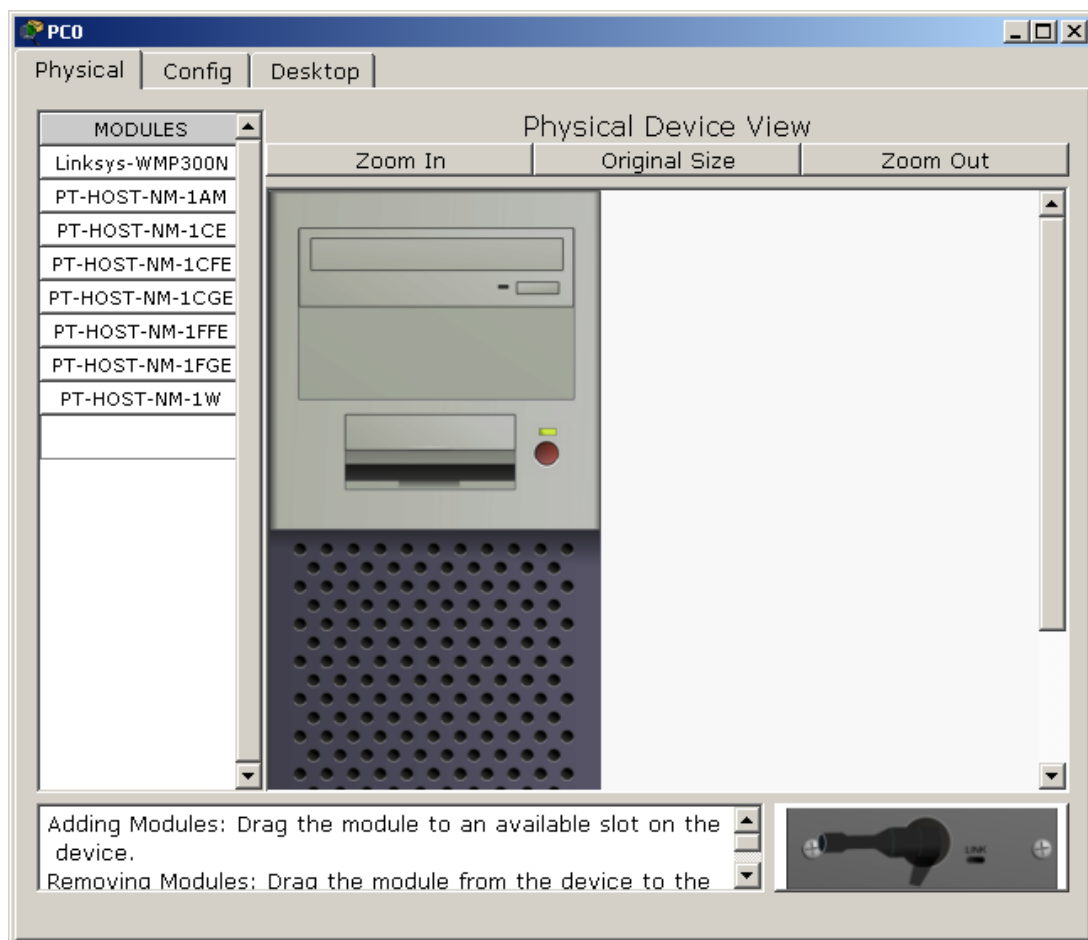 PC0
Physical Config Desktop
MODULES
Linksys-WMP300N
PT-HOST-NM-1AM
PT-HOST-NM-1CE
PT-HOST-NM-1CFE
PT-HOST-NM-1CGE
PT-HOST-NM-1FFE
PT-HOST-NM-1FGE
PT-HOST-NM-1W
Physical Device View
Zoom In Original Size Zoom Out
Adding Modules: Drag the module to an available slot on the
device.
Removing Modules: Drag the module from the device to the
LINK